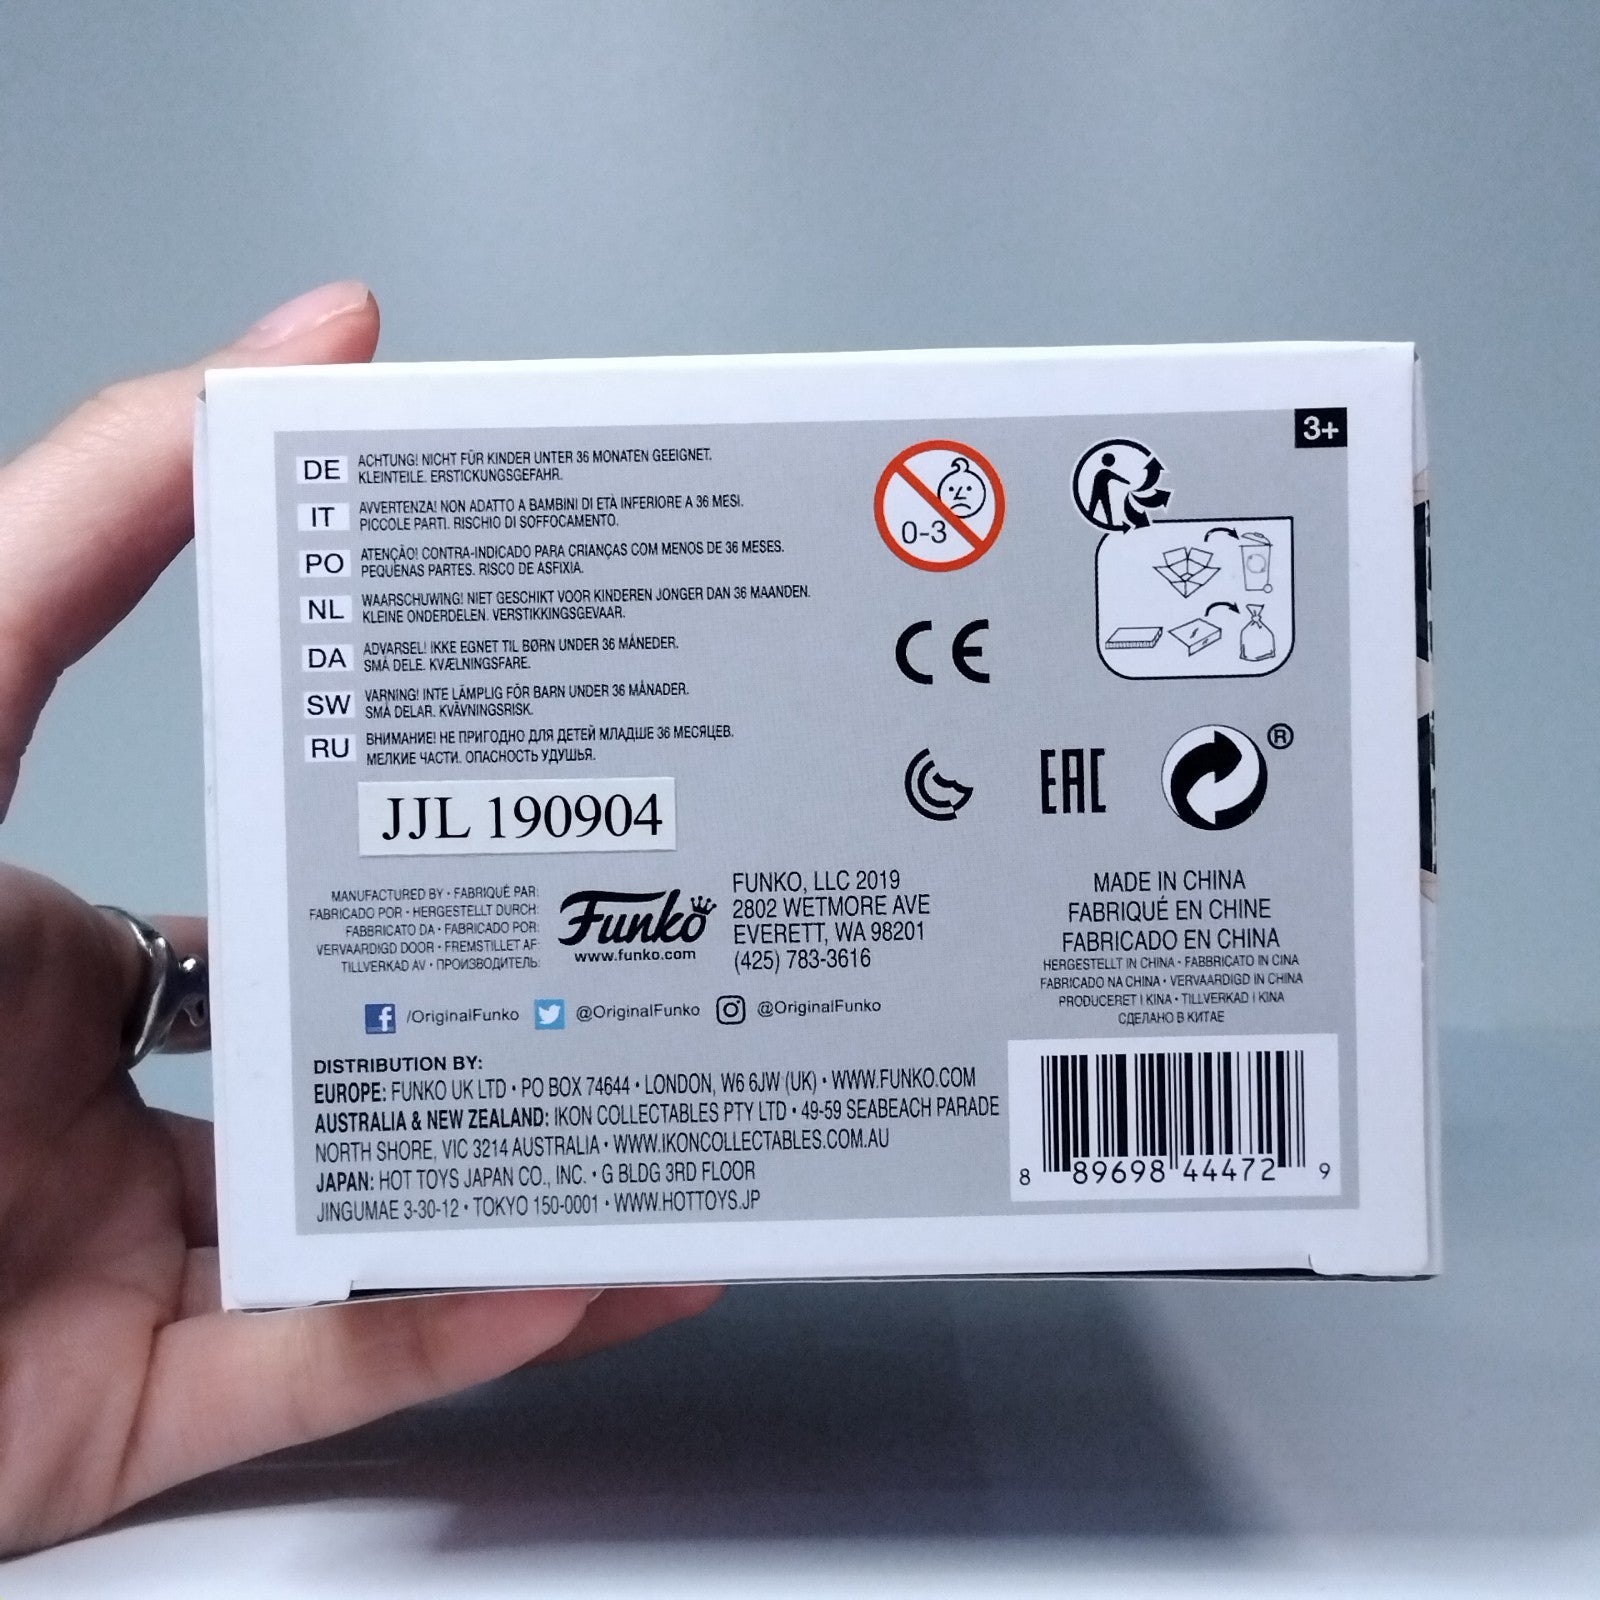 3+
DE ACHTUNG! NICHT FÜR KINDER UNTER 36 MONATEN GEEIGNET.
KLEINTEILE. ERSTICKUNGSGEFAHR.
IT AVVERTENZA! NON ADATTO A BAMBINI DI ETÀ INFERIORE A 36 MESI.
PICCOLE PARTI. RISCHIO DI SOFFOCAMENTO.
PO ATENÇÃO! CONTRA-INDICADO PARA CRIANÇAS COM MENOS DE 36 MESES.
PEQUENAS PARTES. RISCO DE ASFIXIA.
NL WAARSCHUWING! NIET GESCHIKT VOOR KINDEREN JONGER DAN 36 MAANDEN.
KLEINE ONDERDELEN. VERSTIKKINGSGEVAAR.
DA ADVARSEL! IKKE EGNET TIL BØRN UNDER 36 MÅNEDER.
SMÅ DELE. KVÆLNINGSFARE.
SW VARNING! INTE LÄMPLIG FÖR BARN UNDER 36 MÅNADER.
SMÅ DELAR. KVÄVNINGSRISK.
RU ВНИМАНИЕ! НЕ ПРИГОДНО ДЛЯ ДЕТЕЙ МЛАДШЕ 36 МЕСЯЦЕВ.
МЕЛКИЕ ЧАСТИ. ОПАСНОСТЬ УДУШЬЯ.
0-3
CE
EAC
®
JJL 190904
MANUFACTURED BY • FABRIQUÉ PAR:
FABRICADO POR • HERGESTELLT DURCH:
FABBRICATO DA • FABRICADO POR:
VERVAARDIGD DOOR • FREMSTILLET AF:
TILLVERKAD AV • ПРОИЗВОДИТЕЛЬ:
Funko
www.funko.com
FUNKO, LLC 2019
2802 WETMORE AVE
EVERETT, WA 98201
(425) 783-3616
MADE IN CHINA
FABRIQUÉ EN CHINE
FABRICADO EN CHINA
HERGESTELLT IN CHINA • FABBRICATO IN CINA
FABRICADO NA CHINA • VERVAARDIGD IN CHINA
PRODUCERET I KINA • TILLVERKAD I KINA
СДЕЛАНО В КИТАЕ
/OriginalFunko @OriginalFunko @OriginalFunko
DISTRIBUTION BY:
EUROPE: FUNKO UK LTD • PO BOX 74644 • LONDON, W6 6JW (UK) • WWW.FUNKO.COM
AUSTRALIA & NEW ZEALAND: IKON COLLECTABLES PTY LTD • 49-59 SEABEACH PARADE
NORTH SHORE, VIC 3214 AUSTRALIA • WWW.IKONCOLLECTABLES.COM.AU
JAPAN: HOT TOYS JAPAN CO., INC. • G BLDG 3RD FLOOR
JINGUMAE 3-30-12 • TOKYO 150-0001 • WWW.HOTTOYS.JP
8 89698 44472 9